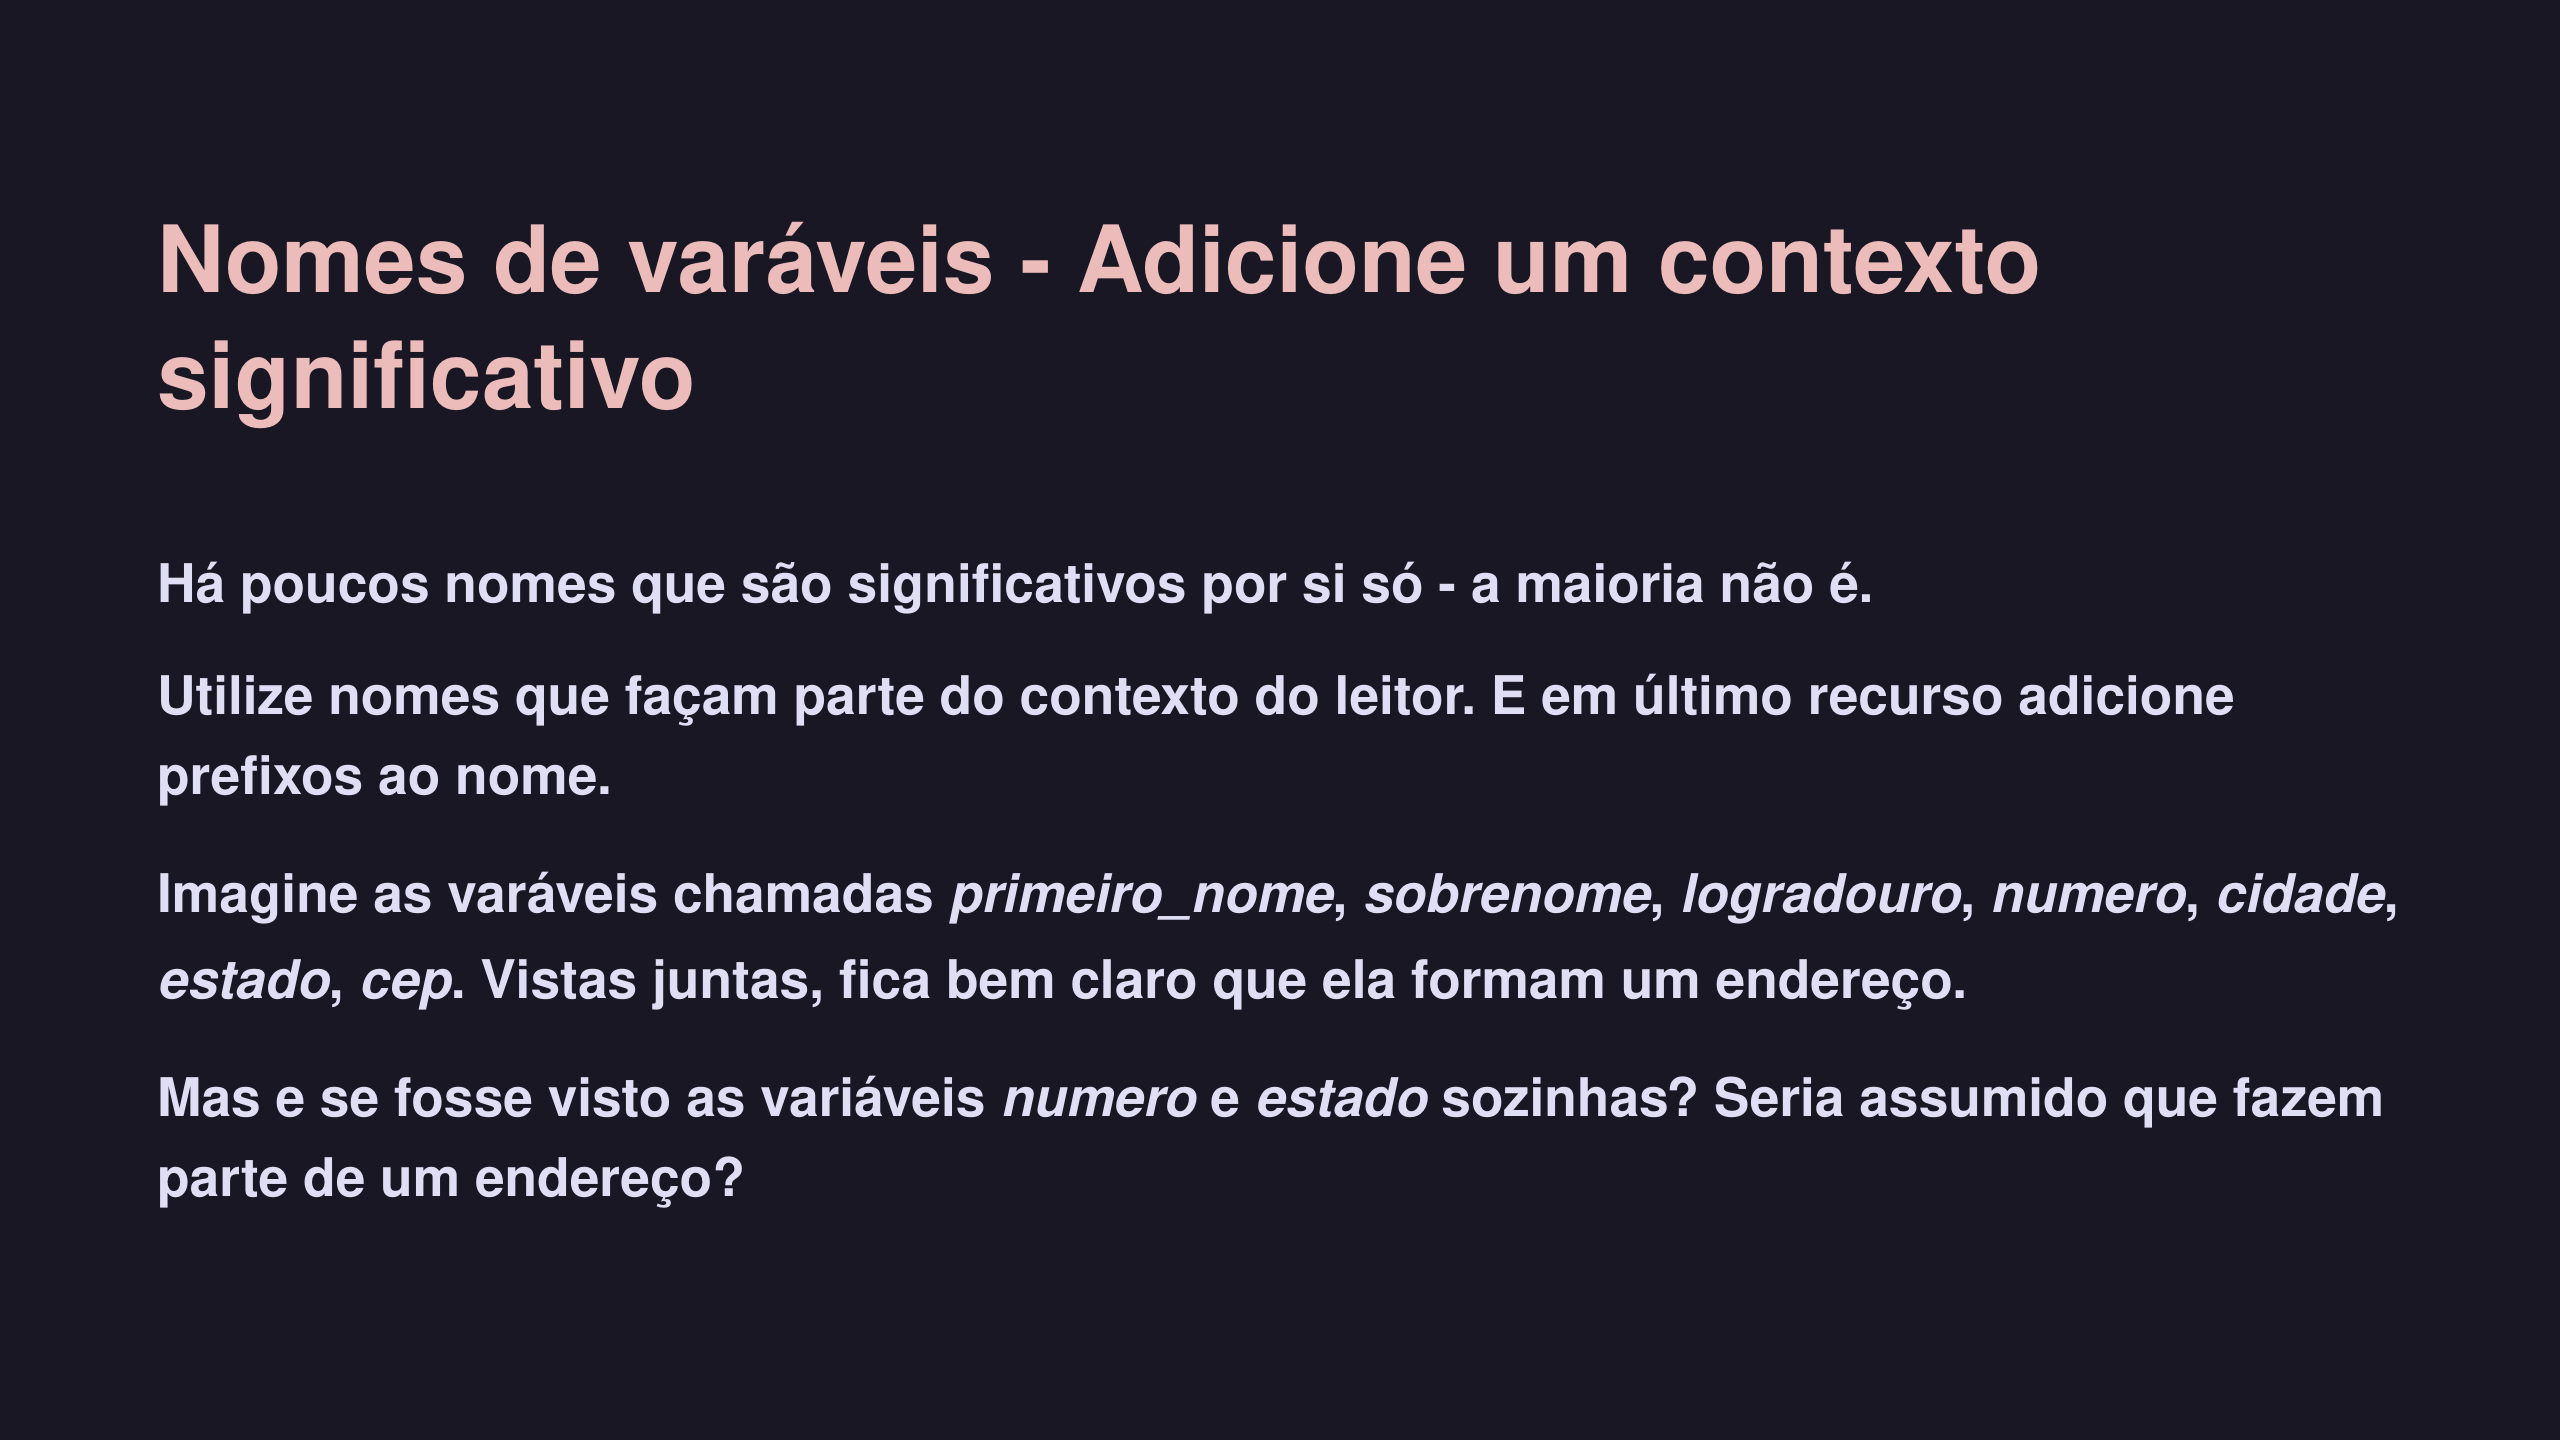 Nomes de varáveis - Adicione um contexto
significativo
Há poucos nomes que são significativos por si só - a maioria não é.
Utilize nomes que façam parte do contexto do leitor. E em último recurso adicione
prefixos ao nome.
Imagine as varáveis chamadas primeiro_nome, sobrenome, logradouro, numero, cidade,
estado, cep. Vistas juntas, fica bem claro que ela formam um endereço.
Mas e se fosse visto as variáveis numero e estado sozinhas? Seria assumido que fazem
parte de um endereço?